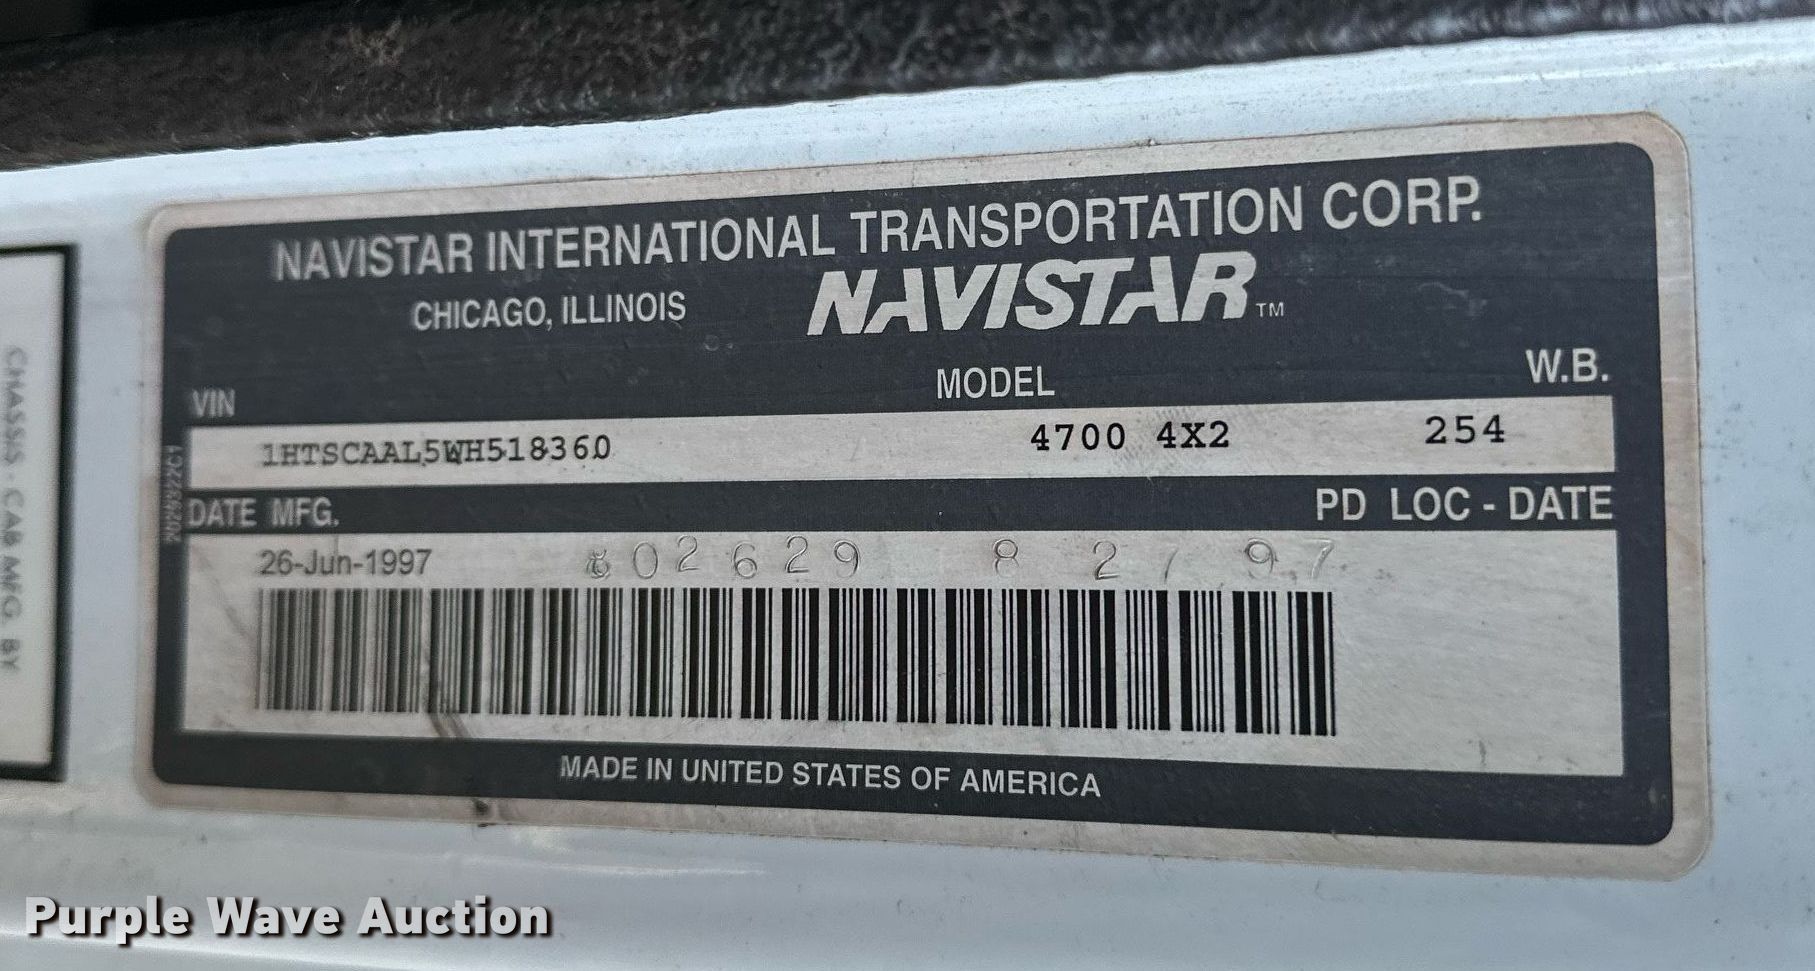 NAVISTAR INTERNATIONAL TRANSPORTATION CORP.
CHICAGO, ILLINOIS
NAVISTAR™
VIN MODEL W.B.
1HTSCAAL5WH518360 4700 4X2 254
DATE MFG. PD LOC - DATE
26-Jun-1997 02629 8 27 97
MADE IN UNITED STATES OF AMERICA
CHASSIS - CAB MFG. BY
Purple Wave Auction